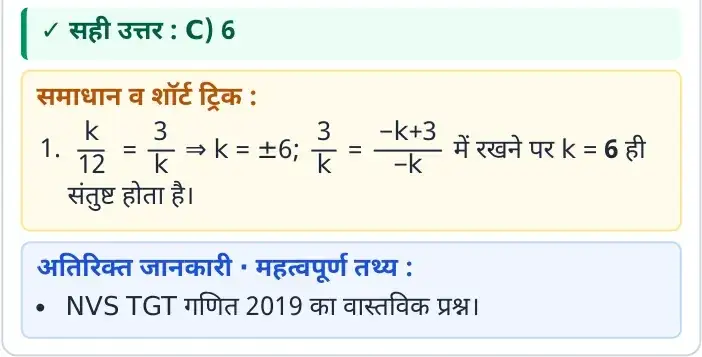 ✓ सही उत्तर : C) 6
समाधान व शॉर्ट ट्रिक :
1. k/12 = 3/k ⇒ k = ±6; 3/k = −k+3/−k में रखने पर k = 6 ही
संतुष्ट होता है।
अतिरिक्त जानकारी · महत्वपूर्ण तथ्य :
• NVS TGT गणित 2019 का वास्तविक प्रश्न।